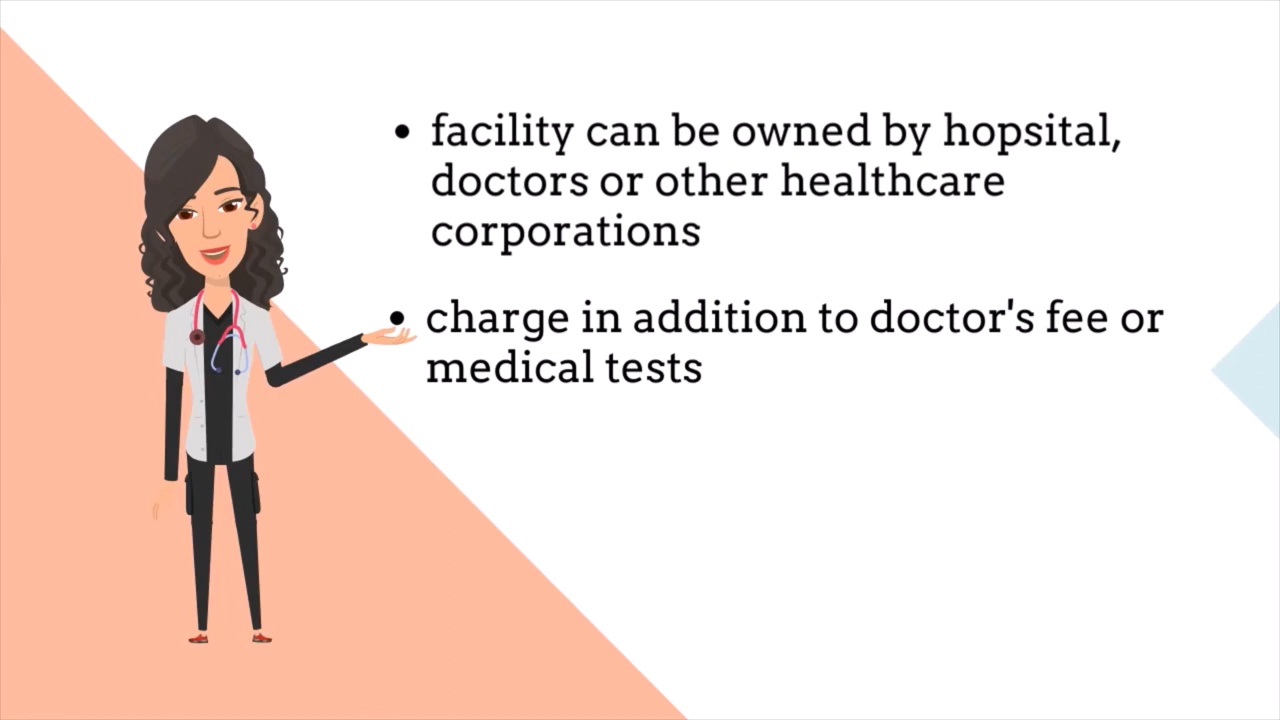 • facility can be owned by hopsital,
doctors or other healthcare
corporations
• charge in addition to doctor's fee or
medical tests